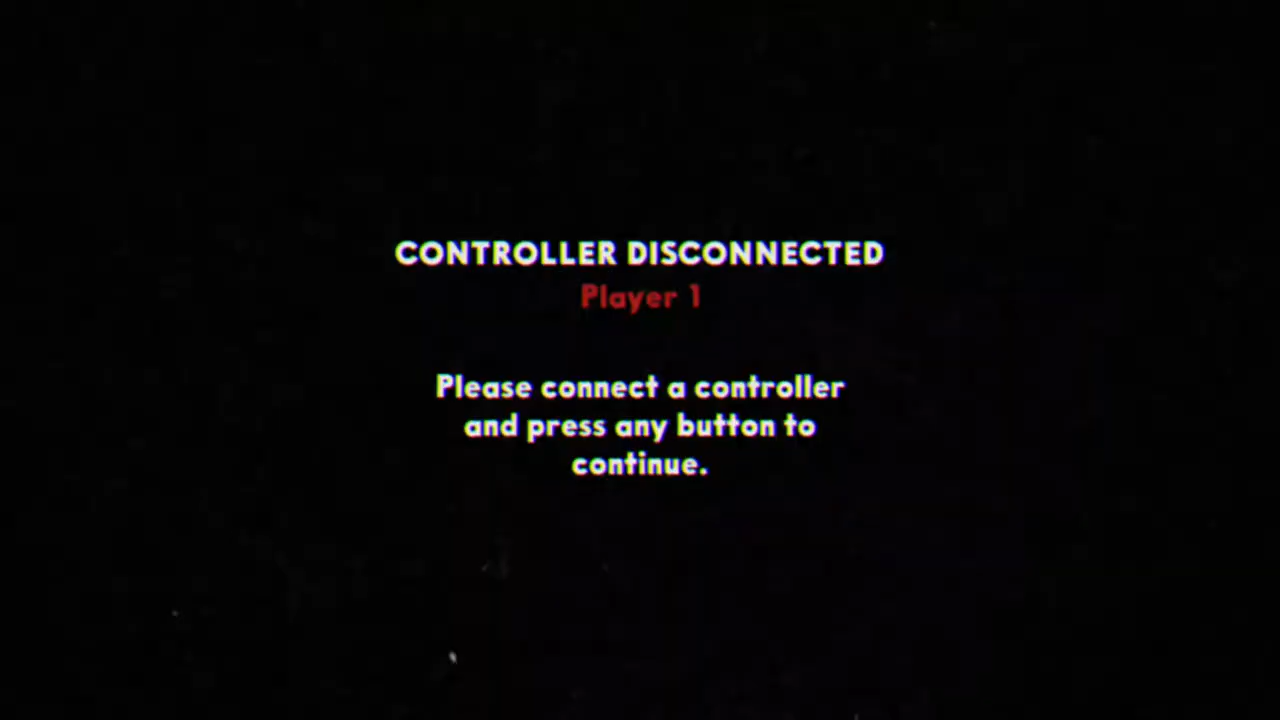 CONTROLLER DISCONNECTED
Player 1
Please connect a controller
and press any button to
continue.